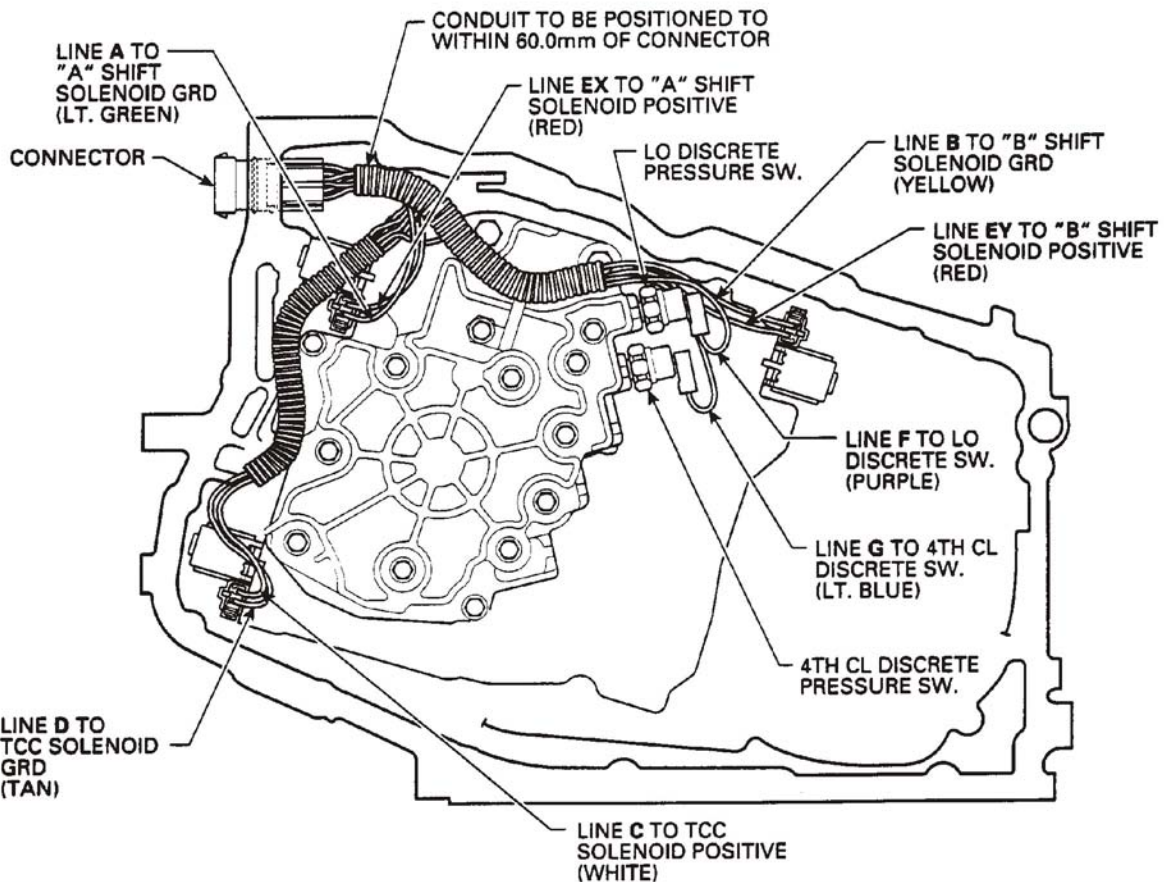 CONDUIT TO BE POSITIONED TO
WITHIN 60.0mm OF CONNECTOR
LINE A TO
"A" SHIFT
SOLENOID GRD
(LT. GREEN)
LINE EX TO "A" SHIFT
SOLENOID POSITIVE
(RED)
CONNECTOR
LO DISCRETE
PRESSURE SW.
LINE B TO "B" SHIFT
SOLENOID GRD
(YELLOW)
LINE EY TO "B" SHIFT
SOLENOID POSITIVE
(RED)
LINE F TO LO
DISCRETE SW.
(PURPLE)
LINE G TO 4TH CL
DISCRETE SW.
(LT. BLUE)
4TH CL DISCRETE
PRESSURE SW.
LINE D TO
TCC SOLENOID
GRD
(TAN)
LINE C TO TCC
SOLENOID POSITIVE
(WHITE)